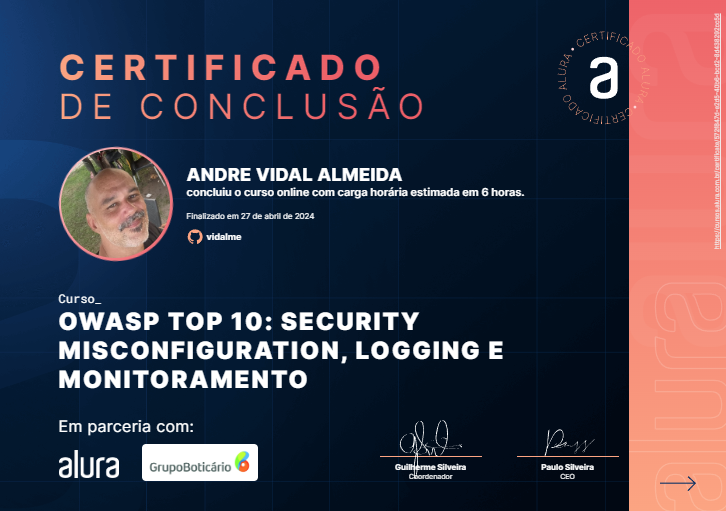 CERTIFICADO
DE CONCLUSÃO
CERTIFICADO ALURA • CERTIFICADO ALURA •
a
ANDRE VIDAL ALMEIDA
concluiu o curso online com carga horária estimada em 6 horas.
Finalizado em 27 de abril de 2024
vidalme
Curso_
OWASP TOP 10: SECURITY
MISCONFIGURATION, LOGGING E
MONITORAMENTO
Em parceria com:
alura
GrupoBoticário
Guilherme Silveira
Coordenador
Paulo Silveira
CEO
alura